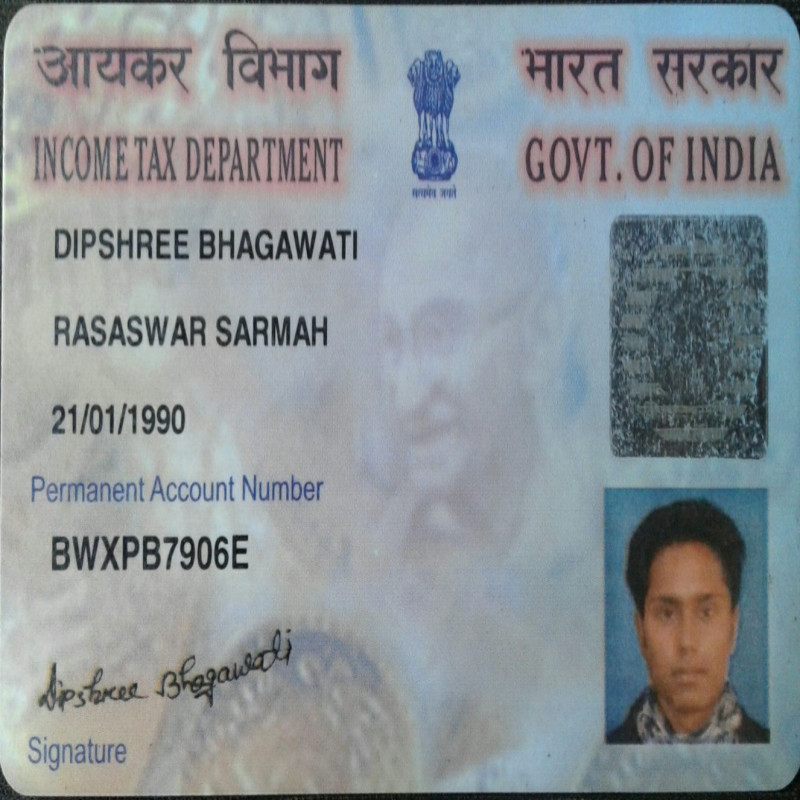 आयकर विभाग
भारत सरकार
INCOME TAX DEPARTMENT
GOVT. OF INDIA
सत्यमेव जयते
DIPSHREE BHAGAWATI
RASASWAR SARMAH
21/01/1990
Permanent Account Number
BWXPB7906E
Dipshree Bhagawati
Signature